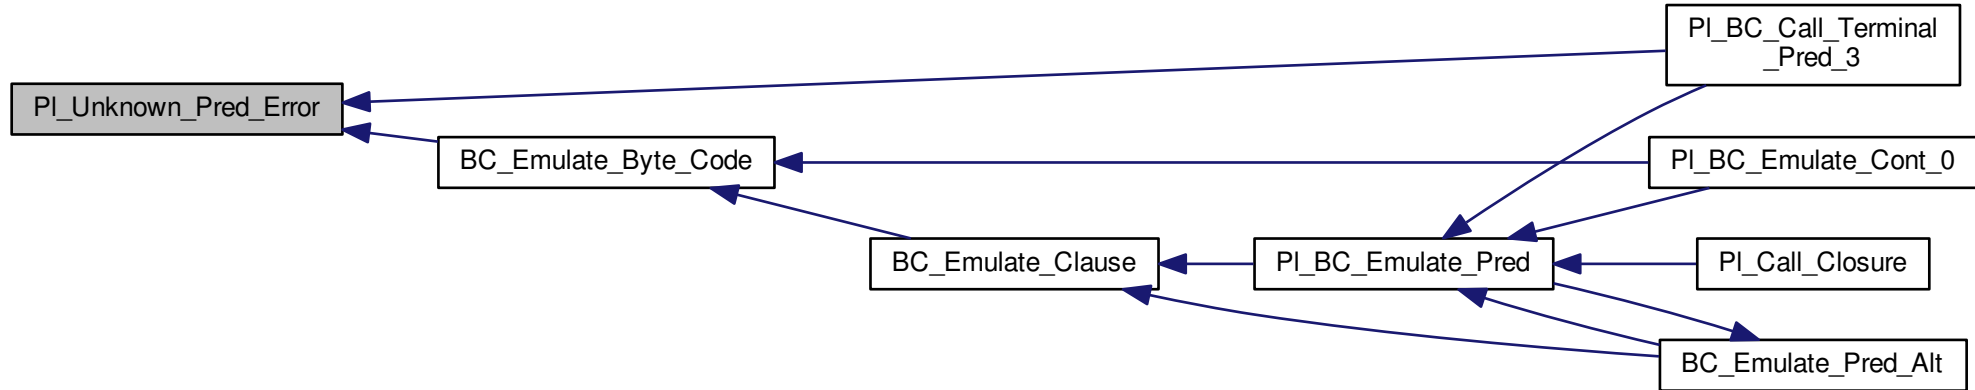 Pl_BC_Call_Terminal
_Pred_3
Pl_Unknown_Pred_Error
BC_Emulate_Byte_Code
Pl_BC_Emulate_Cont_0
BC_Emulate_Clause
Pl_BC_Emulate_Pred
Pl_Call_Closure
BC_Emulate_Pred_Alt